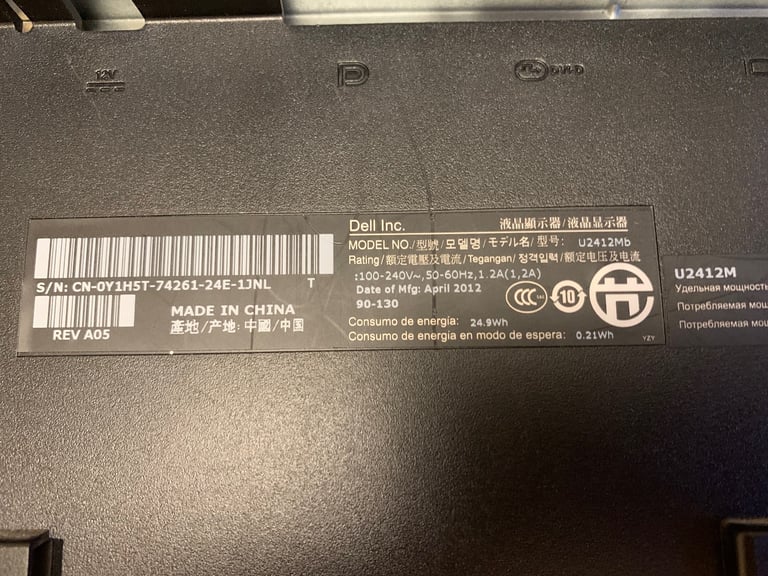 12V
DVI-D
Dell Inc. 液晶顯示器/液晶显示器
MODEL NO./型號/모델명/モデル名/型号: U2412Mb
Rating/額定電壓及電流/Tegangan/정격입력/额定电压及电流
:100-240V~,50-60Hz,1.2A(1,2A)
Date of Mfg: April 2012
90-130
Consumo de energía: 24.9Wh
Consumo de energía en modo de espera: 0.21Wh
YZY
CCC
10
S/N: CN-0Y1H5T-74261-24E-1JNL T
REV A05
MADE IN CHINA
產地/产地: 中國/中国
U2412M
Удельная мощность
Потребляемая
Потребляемая